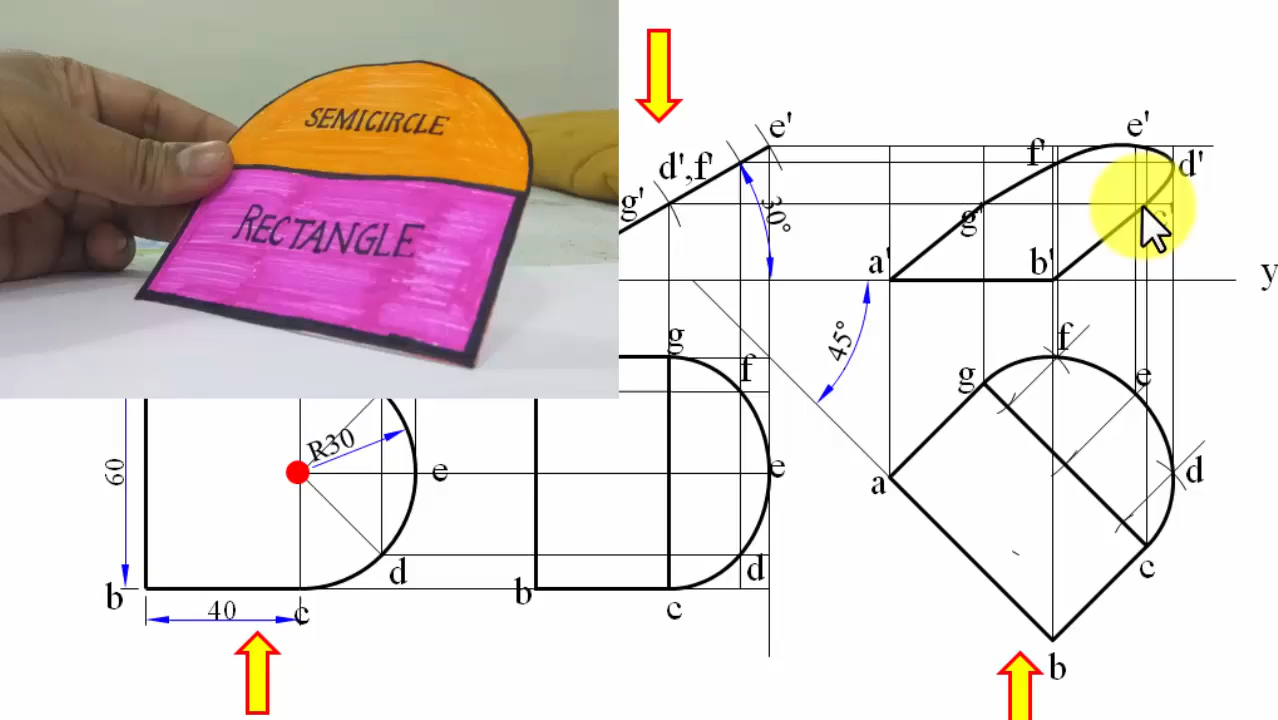 SEMICIRCLE
RECTANGLE
e'
d',f'
g'
30°
e'
f'
d'
g'
c'
a'
b'
y
45°
g
f
e
d
c
b
60
R30
e
d
b
40
c
f
g
e
a
d
c
b